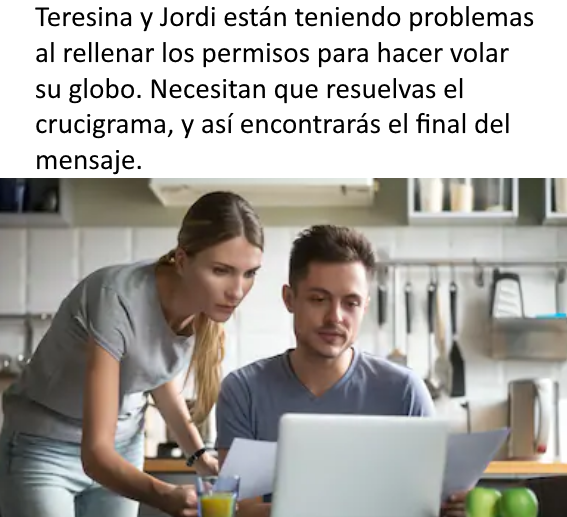 Teresina y Jordi están teniendo problemas
al rellenar los permisos para hacer volar
su globo. Necesitan que resuelvas el
crucigrama, y así encontrarás el final del
mensaje.